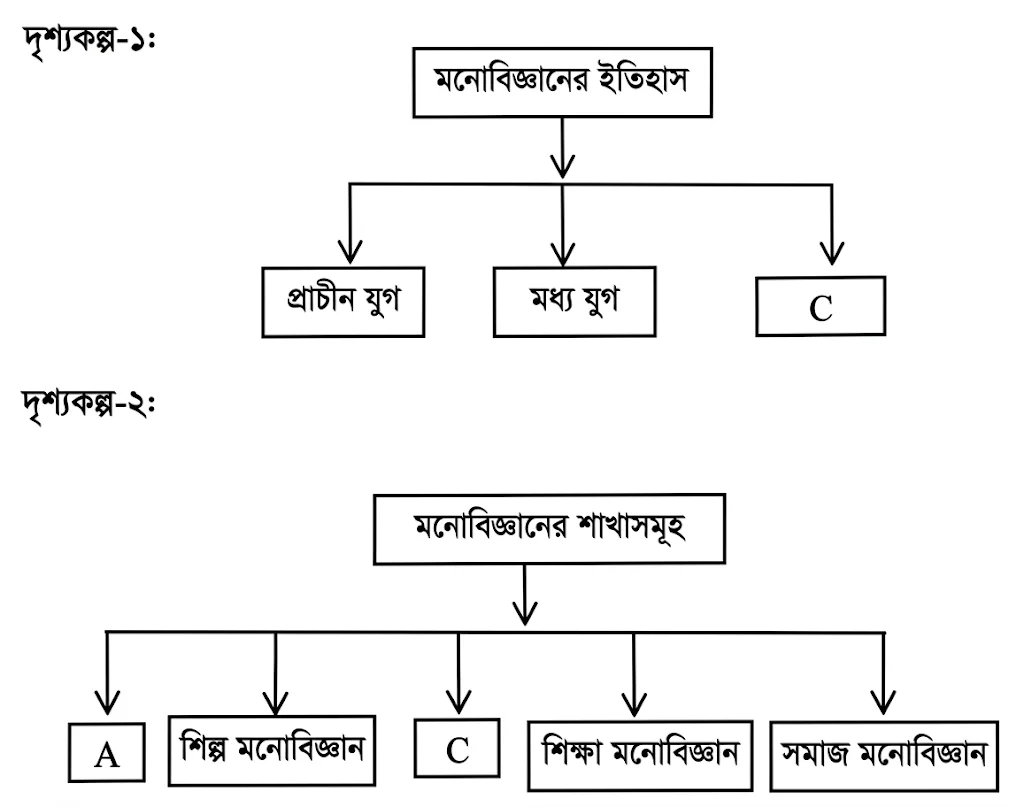 দৃশ্যকল্প-১:
মনোবিজ্ঞানের ইতিহাস
প্রাচীন যুগ মধ্য যুগ C
দৃশ্যকল্প-২:
মনোবিজ্ঞানের শাখাসমূহ
A শিল্প মনোবিজ্ঞান C শিক্ষা মনোবিজ্ঞান সমাজ মনোবিজ্ঞান